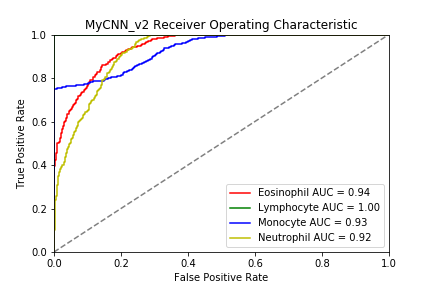 MyCNN_v2 Receiver Operating Characteristic
True Positive Rate
1.0
0.8
0.6
0.4
0.2
0.0
Eosinophil AUC = 0.94
Lymphocyte AUC = 1.00
Monocyte AUC = 0.93
Neutrophil AUC = 0.92
0.0 0.2 0.4 0.6 0.8 1.0
False Positive Rate